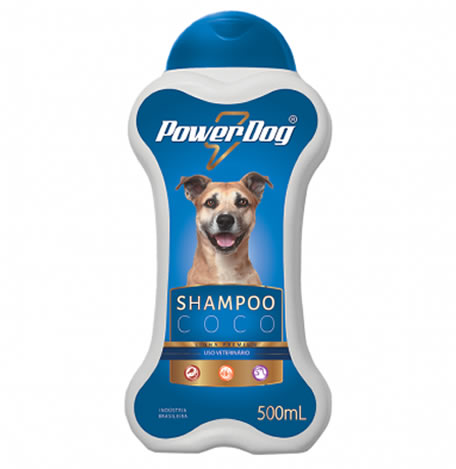 PowerDog®
SHAMPOO
COCO
USO VETERINÁRIO
INDÚSTRIA
BRASILEIRA
500mL